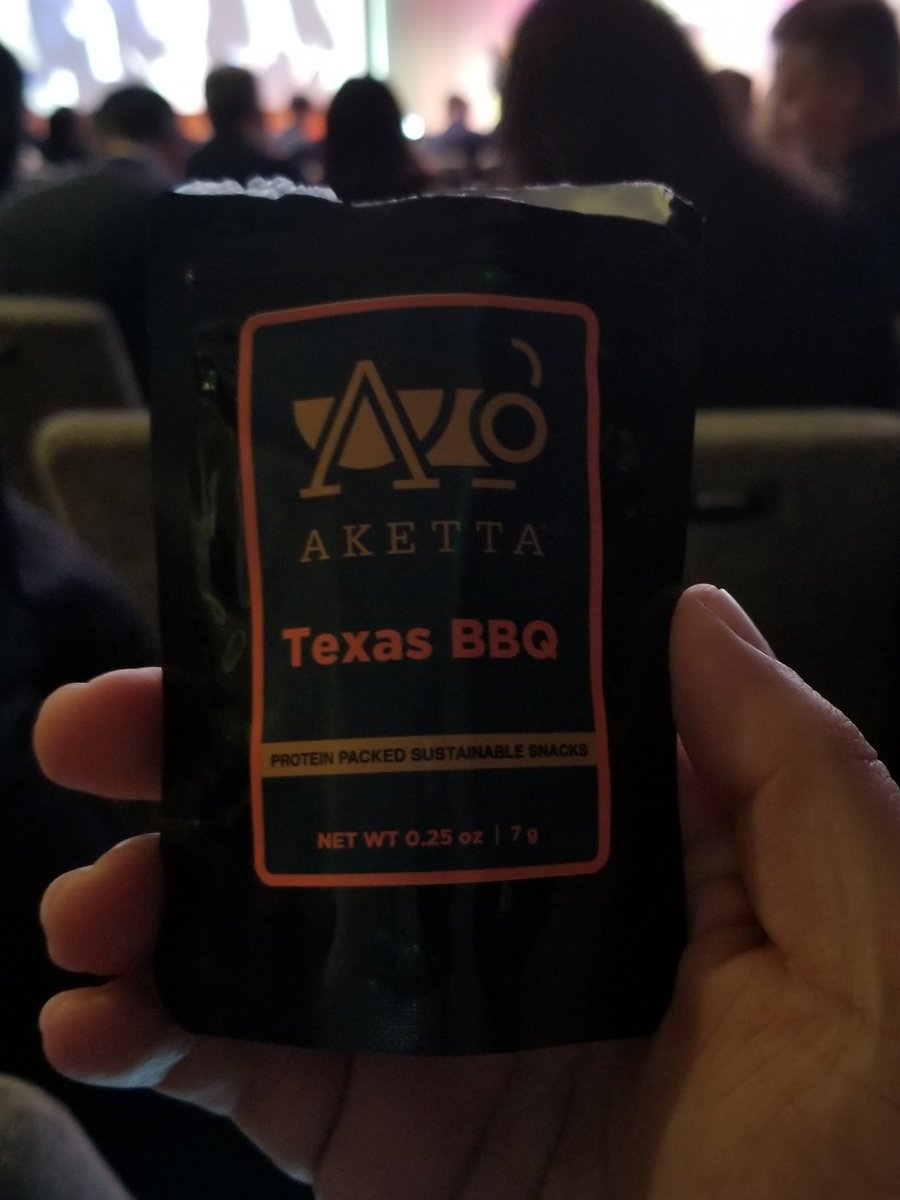 AKETTA
Texas BBQ
PROTEIN PACKED SUSTAINABLE SNACKS
NET WT 0.25 oz | 7 g